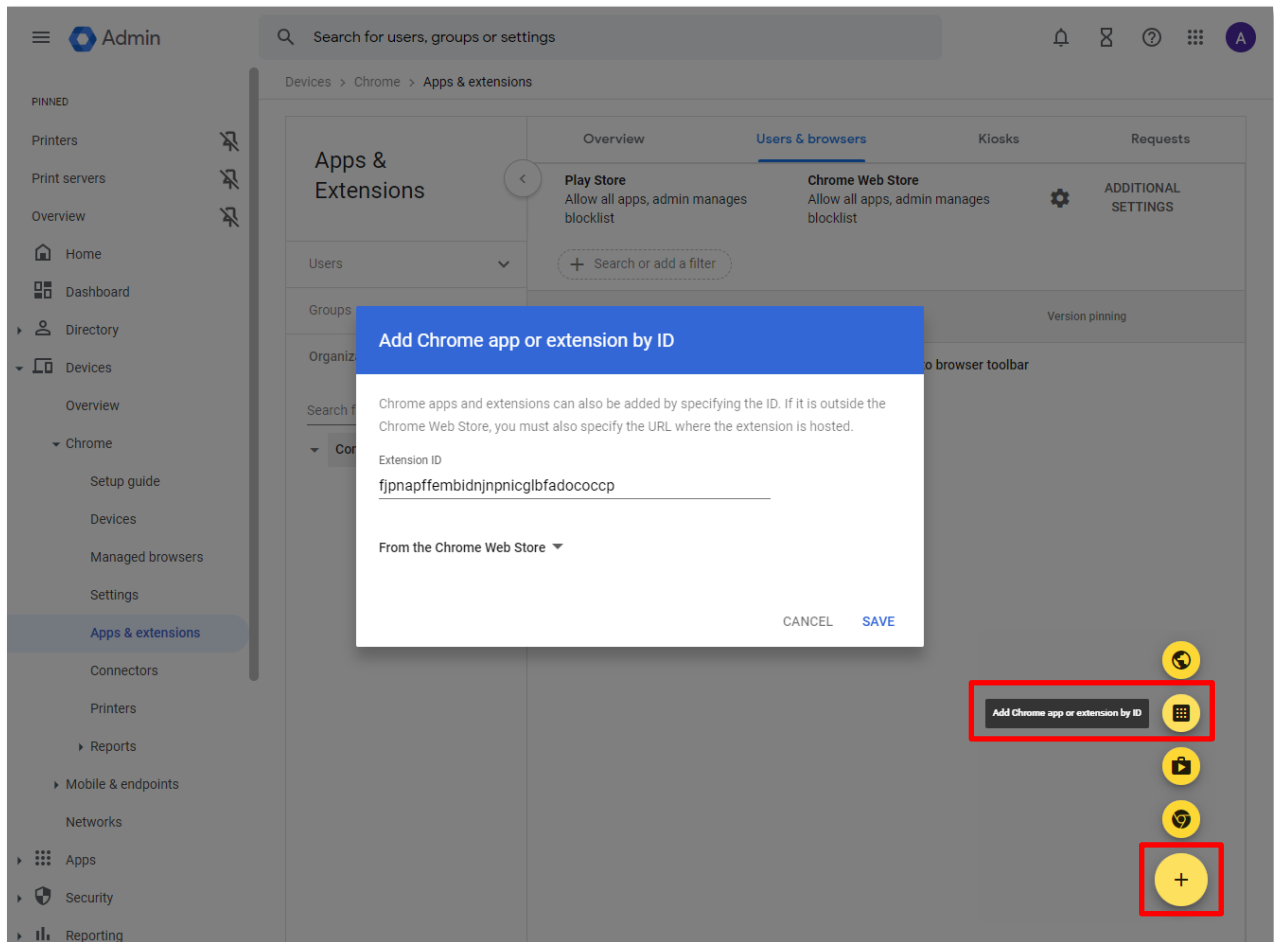 Admin
Search for users, groups or settings
A
Devices > Chrome > Apps & extensions
PINNED
Printers
Print servers
Overview
Home
Dashboard
Directory
Devices
Overview
Chrome
Setup guide
Devices
Managed browsers
Settings
Apps & extensions
Connectors
Printers
Reports
Mobile & endpoints
Networks
Apps
Security
Reporting
Apps &
Extensions
Users
Groups
Overview
Users & browsers
Kiosks
Requests
Play Store
Allow all apps, admin manages
blocklist
Chrome Web Store
Allow all apps, admin manages
blocklist
ADDITIONAL
SETTINGS
+ Search or add a filter
Version pinning
to browser toolbar
Search
Add Chrome app or extension by ID
Chrome apps and extensions can also be added by specifying the ID. If it is outside the
Chrome Web Store, you must also specify the URL where the extension is hosted.
Extension ID
fjpnapffembidnjnpnicglbfadococcp
From the Chrome Web Store
CANCEL SAVE
Add Chrome app or extension by ID
+